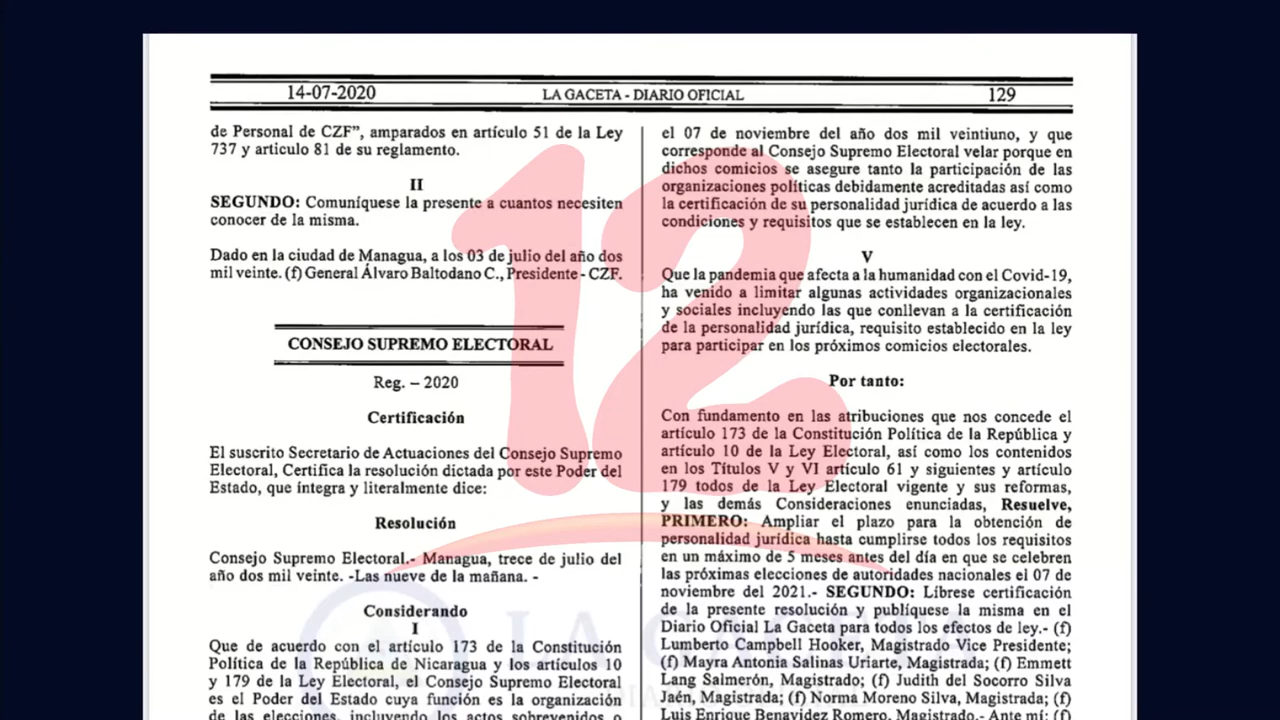 14-07-2020
LA GACETA - DIARIO OFICIAL
129
de Personal de CZF”, amparados en artículo 51 de la Ley
737 y articulo 81 de su reglamento.
II
SEGUNDO: Comuníquese la presente a cuantos necesiten
conocer de la misma.
Dado en la ciudad de Managua, a los 03 de julio del año dos
mil veinte. (f) General Álvaro Baltodano C., Presidente - CZF.
CONSEJO SUPREMO ELECTORAL
Reg. – 2020
Certificación
El suscrito Secretario de Actuaciones del Consejo Supremo
Electoral, Certifica la resolución dictada por este Poder del
Estado, que íntegra y literalmente dice:
Resolución
Consejo Supremo Electoral.- Managua, trece de julio del
año dos mil veinte. -Las nueve de la mañana. -
Considerando
I
Que de acuerdo con el artículo 173 de la Constitución
Política de la República de Nicaragua y los artículos 10
y 179 de la Ley Electoral, el Consejo Supremo Electoral
es el Poder del Estado cuya función es la organización
de las elecciones, incluyendo los actos sobrevenidos o
el 07 de noviembre del año dos mil veintiuno, y que
corresponde al Consejo Supremo Electoral velar porque en
dichos comicios se asegure tanto la participación de las
organizaciones políticas debidamente acreditadas así como
la certificación de su personalidad jurídica de acuerdo a las
condiciones y requisitos que se establecen en la ley.
V
Que la pandemia que afecta a la humanidad con el Covid-19,
ha venido a limitar algunas actividades organizacionales
y sociales incluyendo las que conllevan a la certificación
de la personalidad jurídica, requisito establecido en la ley
para participar en los próximos comicios electorales.
Por tanto:
Con fundamento en las atribuciones que nos concede el
artículo 173 de la Constitución Política de la República y
artículo 10 de la Ley Electoral, así como los contenidos
en los Títulos V y VI artículo 61 y siguientes y artículo
179 todos de la Ley Electoral vigente y sus reformas,
y las demás Consideraciones enunciadas, Resuelve,
PRIMERO: Ampliar el plazo para la obtención de
personalidad jurídica hasta cumplirse todos los requisitos
en un máximo de 5 meses antes del día en que se celebren
las próximas elecciones de autoridades nacionales el 07 de
noviembre del 2021.- SEGUNDO: Líbrese certificación
de la presente resolución y publíquese la misma en el
Diario Oficial La Gaceta para todos los efectos de ley.- (f)
Lumberto Campbell Hooker, Magistrado Vice Presidente;
(f) Mayra Antonia Salinas Uriarte, Magistrada; (f) Emmett
Lang Salmerón, Magistrado; (f) Judith del Socorro Silva
Jaén, Magistrada; (f) Norma Moreno Silva, Magistrada; (f)
Luis Enrique Benavidez Romero, Magistrado.- Ante mí: (f)
12
LA GACETA